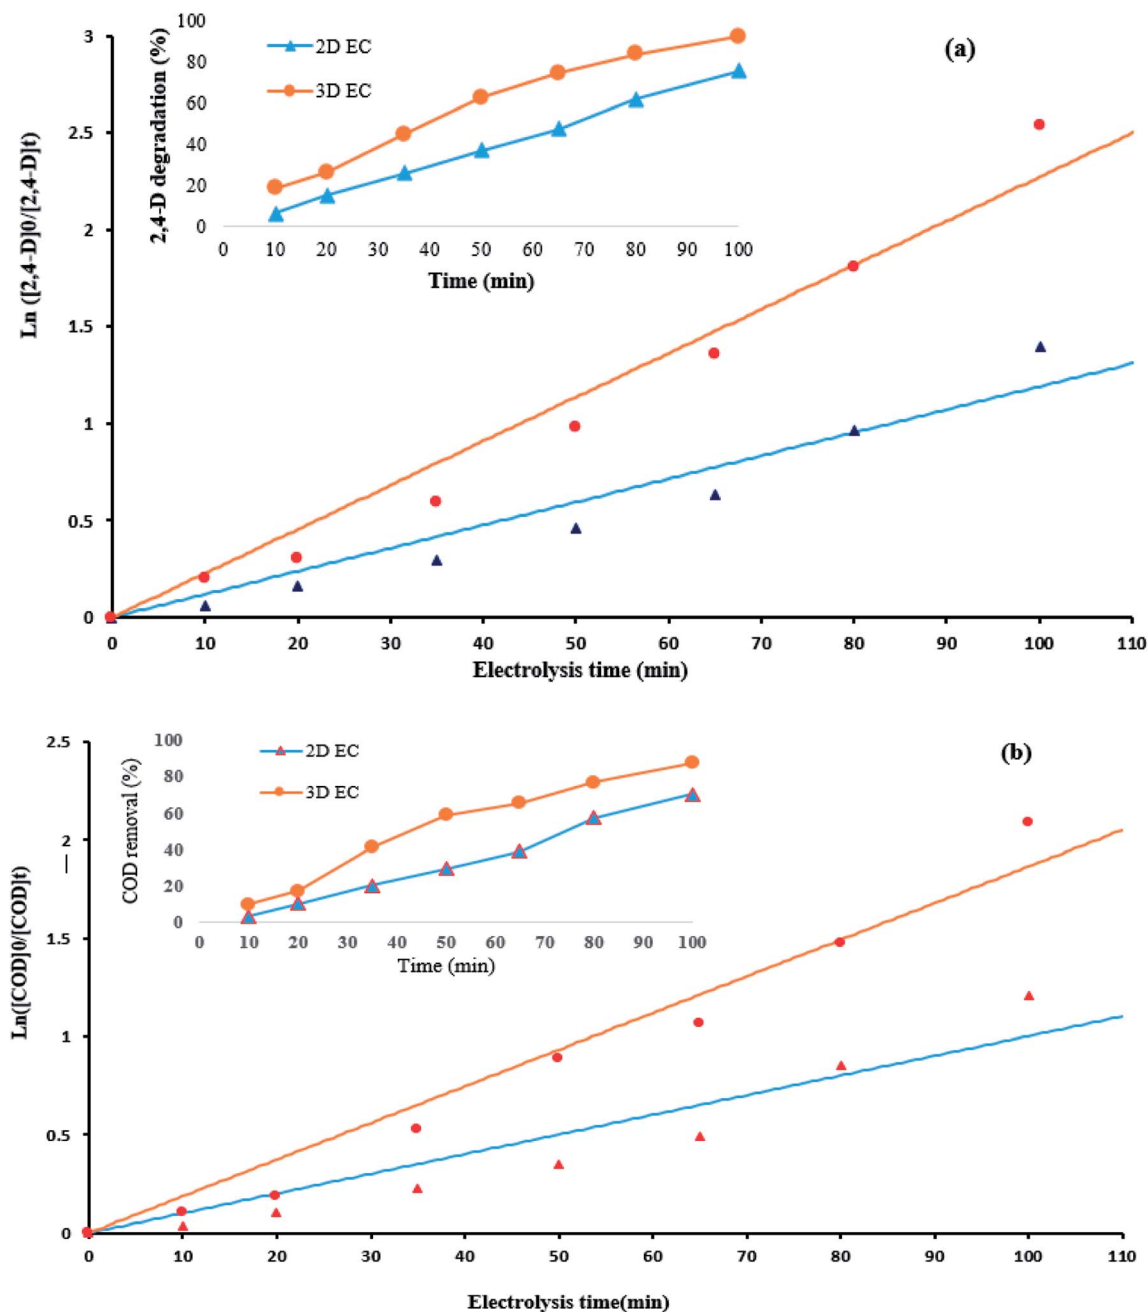 (a)
3
2.5
2
1.5
1
0.5
0
Ln ([2,4-D]0/[2,4-D]t)
0 10 20 30 40 50 60 70 80 90 100 110
Electrolysis time (min)
100
80
60
40
20
0
2,4-D degradation (%)
2D EC
3D EC
0 10 20 30 40 50 60 70 80 90 100
Time (min)
(b)
2.5
2
1.5
1
0.5
0
Ln([COD]0/[COD]t)
0 10 20 30 40 50 60 70 80 90 100 110
Electrolysis time(min)
100
80
60
40
20
0
COD removal (%)
2D EC
3D EC
0 10 20 30 40 50 60 70 80 90 100
Time (min)